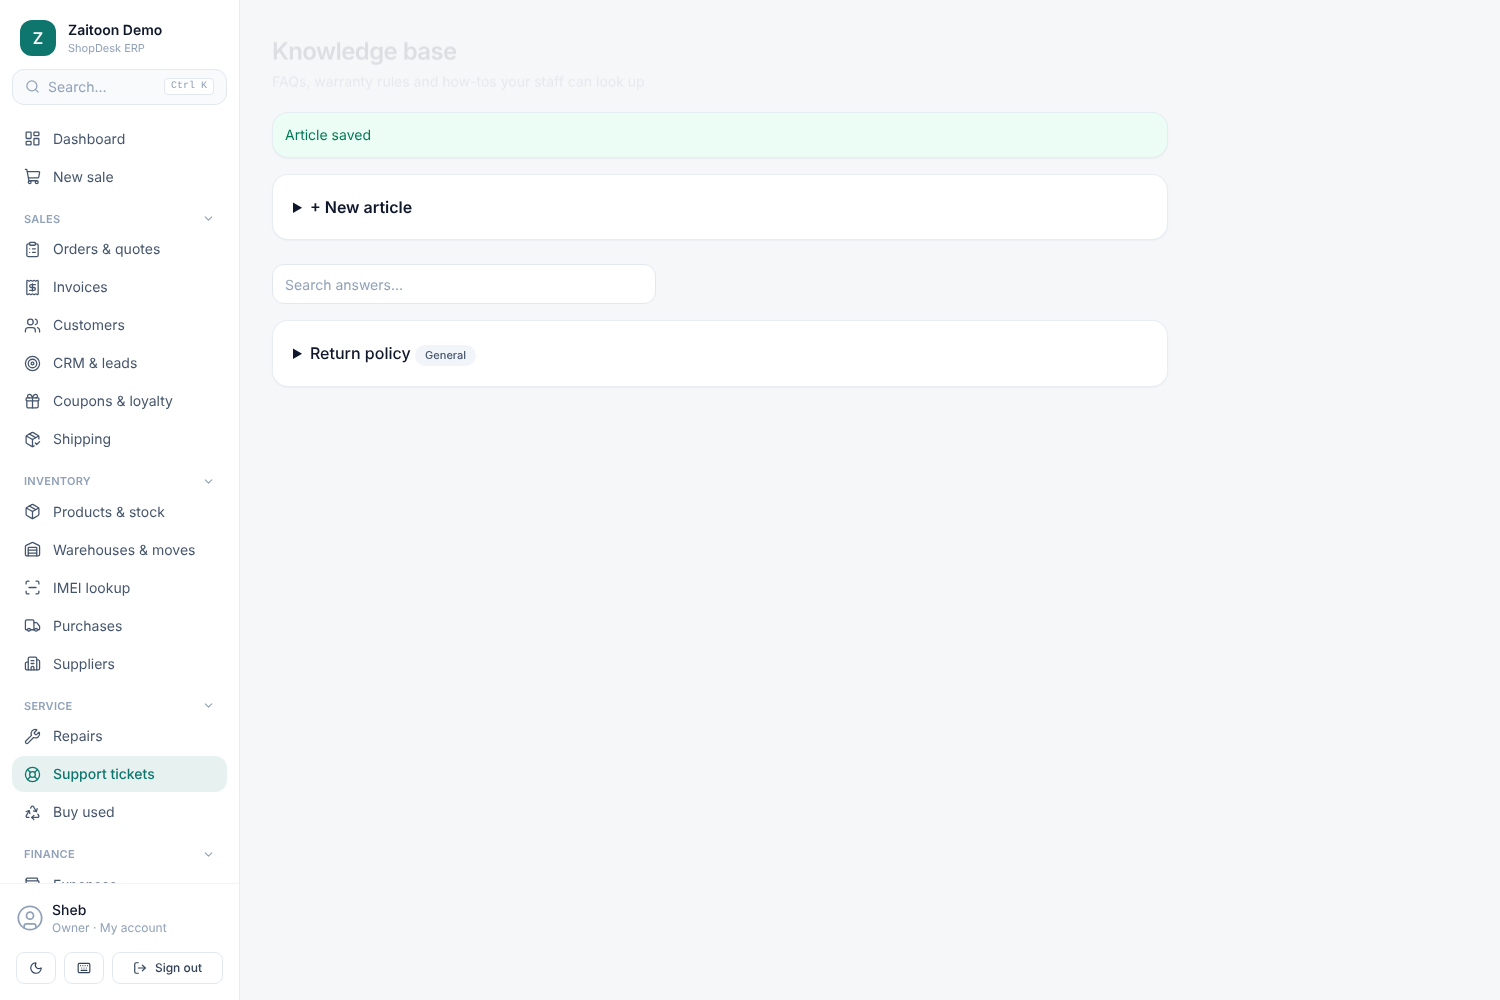 Z
Zaitoon Demo
ShopDesk ERP
Search...
Ctrl K
Dashboard
New sale
SALES
Orders & quotes
Invoices
Customers
CRM & leads
Coupons & loyalty
Shipping
INVENTORY
Products & stock
Warehouses & moves
IMEI lookup
Purchases
Suppliers
SERVICE
Repairs
Support tickets
Buy used
FINANCE
Expenses
Sheb
Owner · My account
Sign out
Knowledge base
FAQs, warranty rules and how-tos your staff can look up
Article saved
+ New article
Search answers...
Return policy General